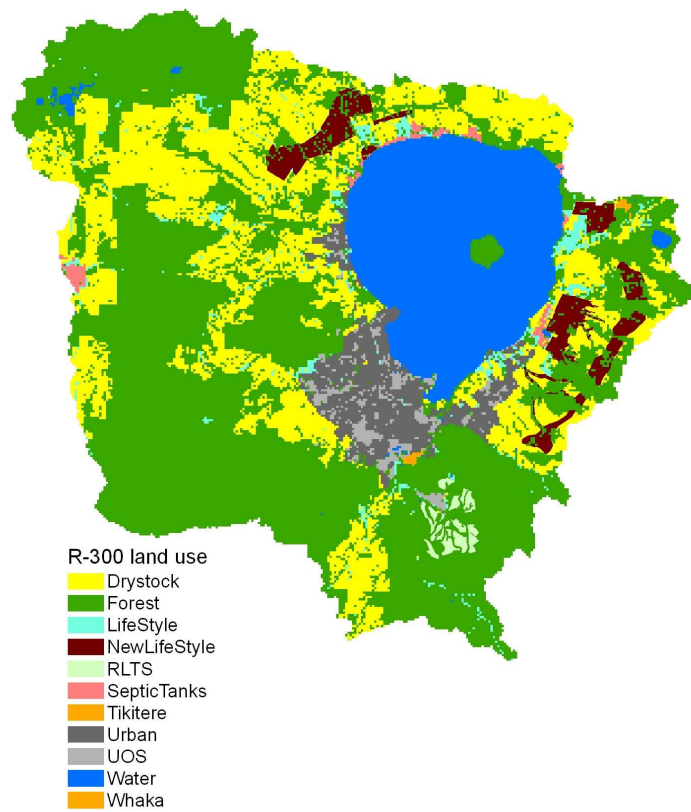 R-300 land use
Drystock
Forest
LifeStyle
NewLifeStyle
RLTS
SepticTanks
Tikitere
Urban
UOS
Water
Whaka